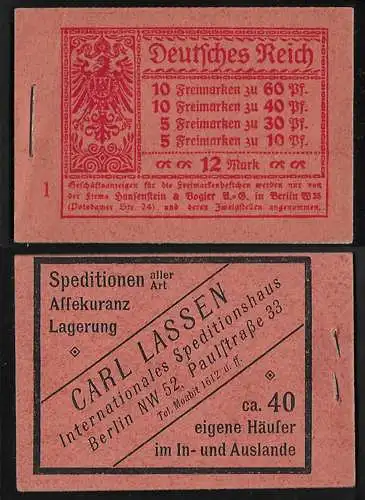 Deutsches Reich
10 Freimarken zu 60 Pf.
10 Freimarken zu 40 Pf.
5 Freimarken zu 30 Pf.
5 Freimarken zu 10 Pf.
12 Mark
1
Geschäftsanzeigen für die Freimarkenheftchen werden nur von
der Firma Haasenstein & Vogler A.-G. in Berlin W35
(Potsdamer Str. 24) und deren Zweigstellen angenommen.
Speditionen aller Art
Affekuranz
Lagerung
CARL LASSEN
Internationales Speditionshaus
Berlin NW 52, Paulſtraße 33
Tel. Moabit 1612 u. ff.
ca. 40
eigene Häufer
im In- und Auslande